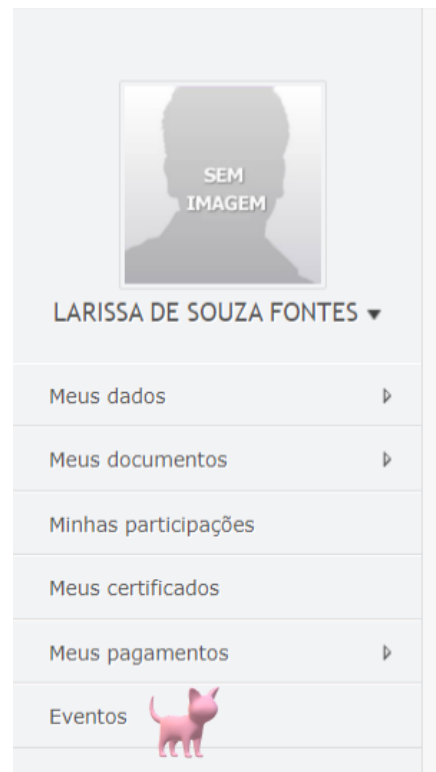 SEM
IMAGEM
LARISSA DE SOUZA FONTES
Meus dados
Meus documentos
Minhas participações
Meus certificados
Meus pagamentos
Eventos